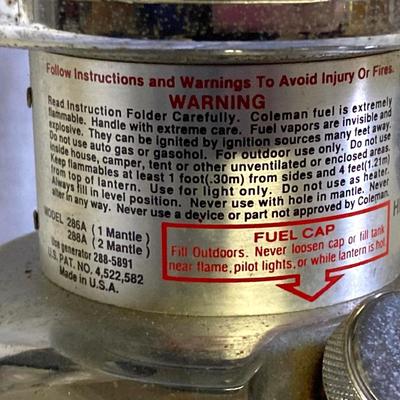 Follow Instructions and Warnings To Avoid Injury Or Fires.
WARNING
Read Instruction Folder Carefully. Coleman fuel is extremely
flammable. Handle with extreme care. Fuel vapors are invisible and
explosive. They can be ignited by ignition sources many feet away.
Do not use auto gas or gasohol. For outdoor use only. Do not use
inside house, camper, tent or other unventilated or enclosed areas.
Keep flammables at least 1 foot(.30m) from sides and 4 feet(1.21m)
from top of lantern. Use for light only. Do not use as heater.
Always fill in level position. Never use with hole in mantle. Never
alter in any way. Never use a device or part not approved by Coleman.
MODEL 286A (1 Mantle)
288A (2 Mantle)
Use generator 288-5891
U.S. PAT. NO. 4,522,582
Made in U.S.A.
FUEL CAP
Fill Outdoors. Never loosen cap or fill tank
near flame, pilot lights, or while lantern is hot.